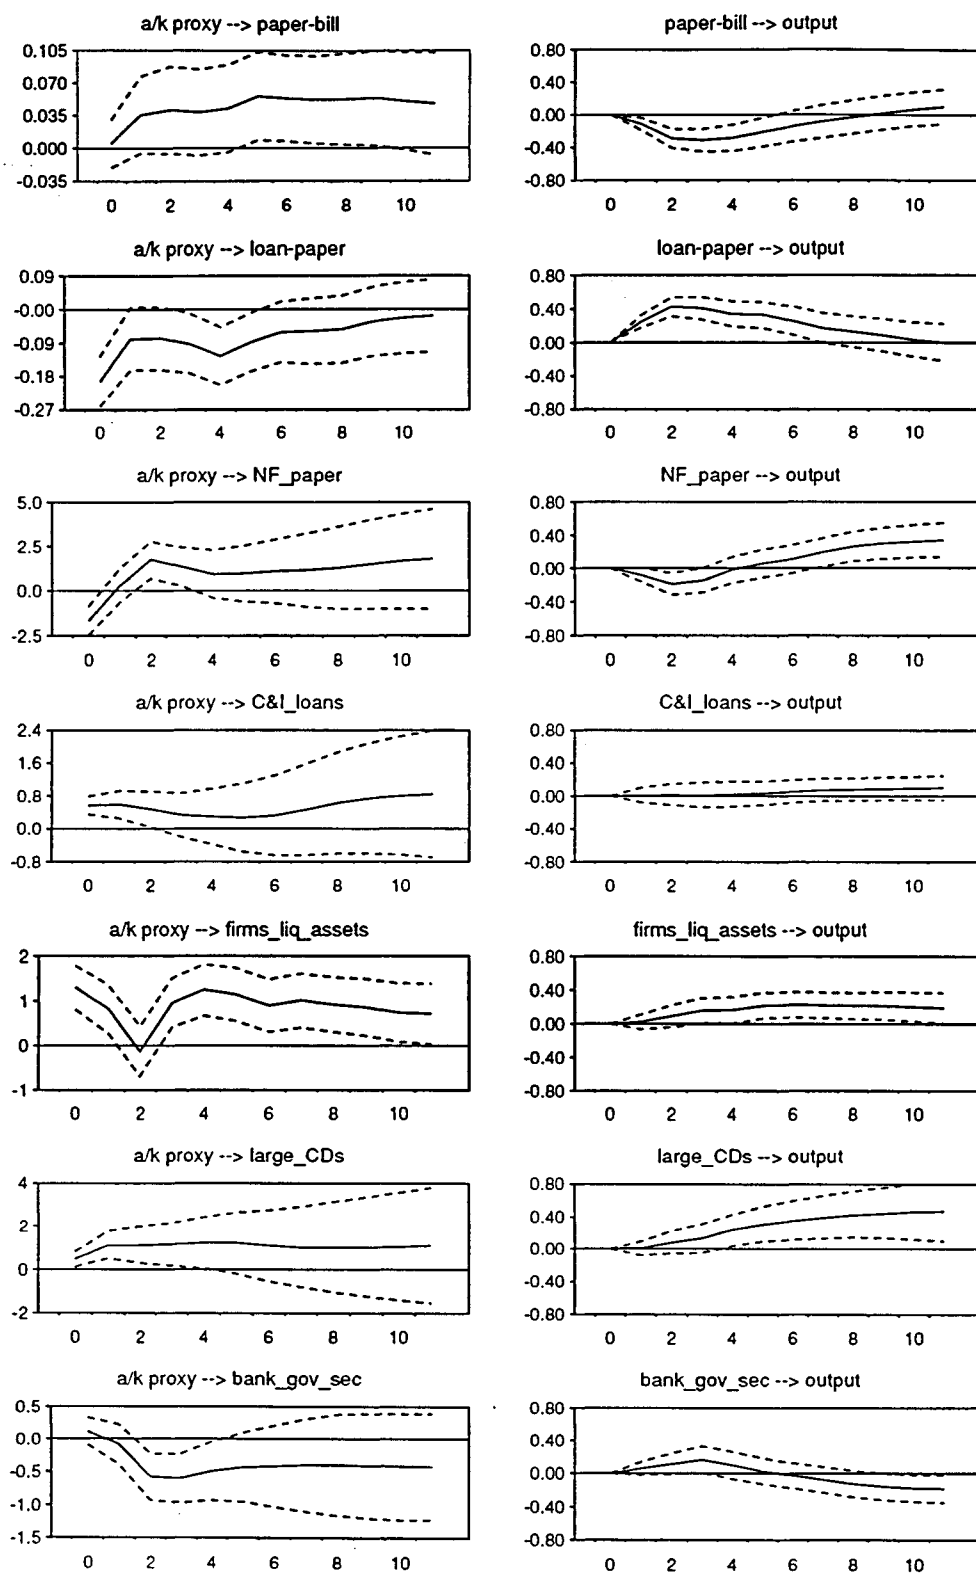 a/k proxy --> paper-bill
0.105
0.070
0.035
0.000
-0.035
0 2 4 6 8 10
paper-bill --> output
0.80
0.40
0.00
-0.40
-0.80
0 2 4 6 8 10
a/k proxy --> loan-paper
0.09
-0.00
-0.09
-0.18
-0.27
0 2 4 6 8 10
loan-paper --> output
0.80
0.40
0.00
-0.40
-0.80
0 2 4 6 8 10
a/k proxy --> NF_paper
5.0
2.5
0.0
-2.5
0 2 4 6 8 10
NF_paper --> output
0.80
0.40
0.00
-0.40
-0.80
0 2 4 6 8 10
a/k proxy --> C&I_loans
2.4
1.6
0.8
0.0
-0.8
0 2 4 6 8 10
C&I_loans --> output
0.80
0.40
0.00
-0.40
-0.80
0 2 4 6 8 10
a/k proxy --> firms_liq_assets
2
1
0
-1
0 2 4 6 8 10
firms_liq_assets --> output
0.80
0.40
0.00
-0.40
-0.80
0 2 4 6 8 10
a/k proxy --> large_CDs
4
2
0
-2
0 2 4 6 8 10
large_CDs --> output
0.80
0.40
0.00
-0.40
-0.80
0 2 4 6 8 10
a/k proxy --> bank_gov_sec
0.5
0.0
-0.5
-1.0
-1.5
0 2 4 6 8 10
bank_gov_sec --> output
0.80
0.40
0.00
-0.40
-0.80
0 2 4 6 8 10